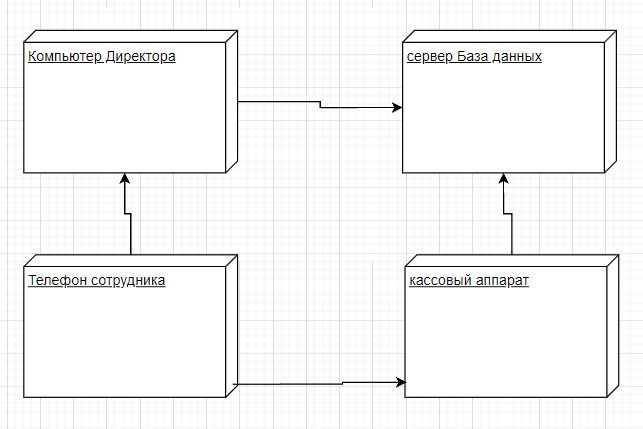 Компьютер Директора
сервер База данных
Телефон сотрудника
кассовый аппарат